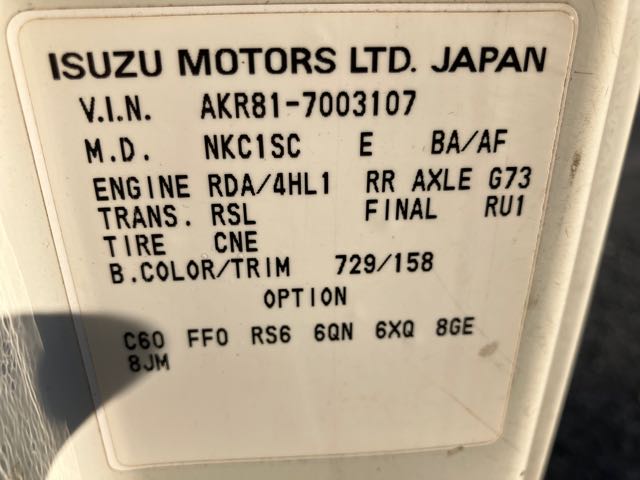 ISUZU MOTORS LTD. JAPAN
V.I.N. AKR81-7003107
M.D. NKC1SC E BA/AF
ENGINE RDA/4HL1 RR AXLE G73
TRANS. RSL FINAL RU1
TIRE CNE
B.COLOR/TRIM 729/158
OPTION
C60 FF0 RS6 6QN 6XQ 8GE
8JM